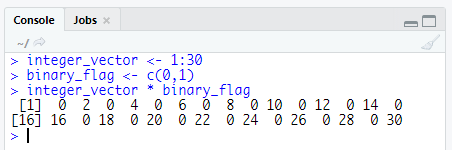 Console Jobs ×
~/
> integer_vector <- 1:30
> binary_flag <- c(0,1)
> integer_vector * binary_flag
 [1]  0  2  0  4  0  6  0  8  0 10  0 12  0 14  0
[16] 16  0 18  0 20  0 22  0 24  0 26  0 28  0 30
>